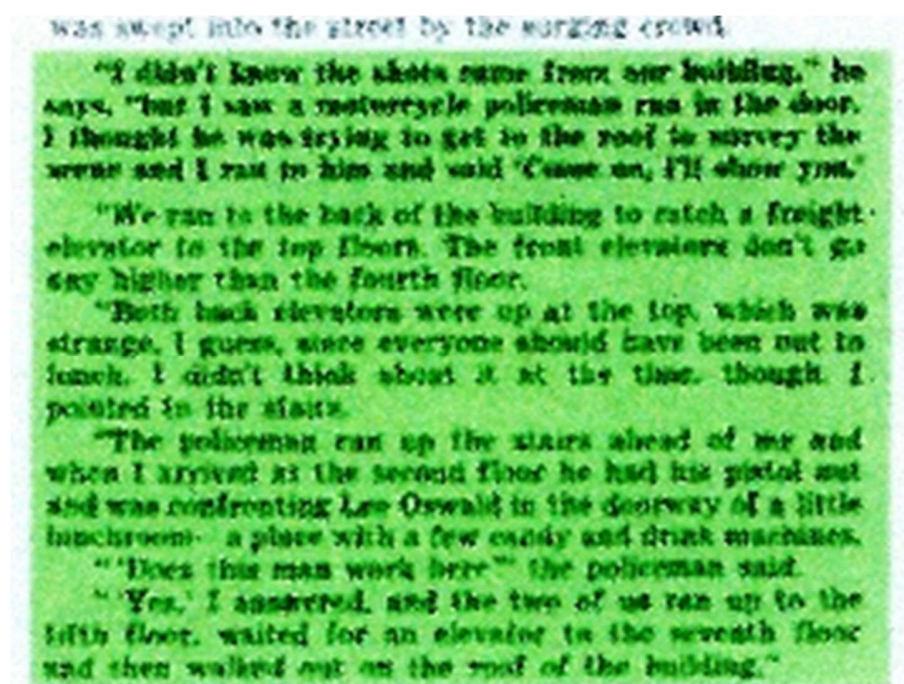 was swept into the street by the surging crowd.
"I didn't know the shots came from our building," he
says, "but I saw a motorcycle policeman run in the door.
I thought he was trying to get to the roof to survey the
scene and I ran to him and said 'Come on, I'll show you.'
"We ran to the back of the building to catch a freight
elevator to the top floors. The front elevators don't go
any higher than the fourth floor.
"Both back elevators were up at the top, which was
strange, I guess, since everyone should have been out to
lunch. I didn't think about it at the time, though. I
pointed to the stairs.
"The policeman ran up the stairs ahead of me and
when I arrived at the second floor he had his pistol out
and was confronting Lee Oswald in the doorway of a little
lunchroom- a place with a few candy and drink machines.
"'Does this man work here?'" the policeman said.
"'Yes,' I answered, and the two of us ran up to the
fifth floor, waited for an elevator to the seventh floor
and then walked out on the roof of the building."